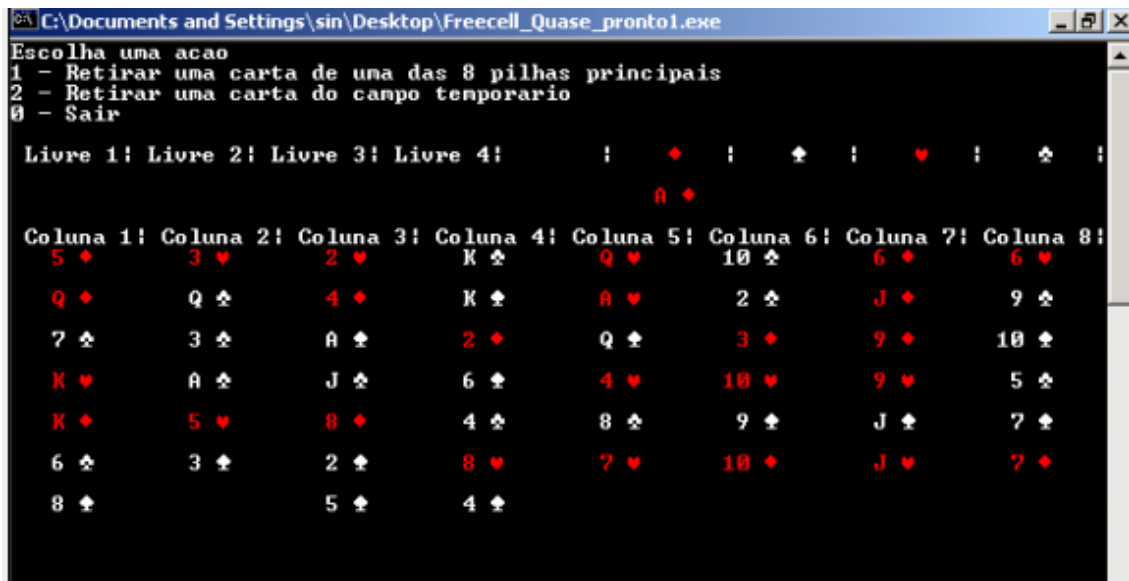 C:\Documents and Settings\sin\Desktop\Freecell_Quase_pronto1.exe
Escolha uma acao
1 - Retirar uma carta de uma das 8 pilhas principais
2 - Retirar uma carta do campo temporario
0 - Sair
Livre 1¦ Livre 2¦ Livre 3¦ Livre 4¦ ¦ ♦ ¦ ♠ ¦ ♥ ¦ ♣ ¦
A ♦
Coluna 1¦ Coluna 2¦ Coluna 3¦ Coluna 4¦ Coluna 5¦ Coluna 6¦ Coluna 7¦ Coluna 8¦
5 ♦ 3 ♥ 2 ♥ K ♣ Q ♥ 10 ♣ 6 ♦ 6 ♥
Q ♦ Q ♣ 4 ♦ K ♠ A ♥ 2 ♣ J ♦ 9 ♣
7 ♣ 3 ♣ A ♠ 2 ♦ Q ♠ 3 ♦ 9 ♦ 10 ♠
K ♥ A ♣ J ♣ 6 ♠ 4 ♥ 10 ♥ 9 ♥ 5 ♣
K ♦ 5 ♥ 8 ♦ 4 ♣ 8 ♣ 9 ♠ J ♠ 7 ♠
6 ♣ 3 ♠ 2 ♠ 8 ♥ 7 ♥ 10 ♦ J ♥ 7 ♦
8 ♠ 5 ♠ 4 ♠